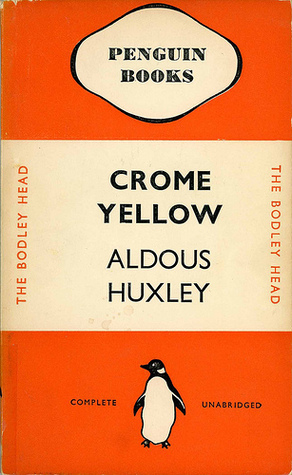 PENGUIN
BOOKS
THE BODLEY HEAD
CROME
YELLOW
ALDOUS
HUXLEY
THE BODLEY HEAD
COMPLETE UNABRIDGED